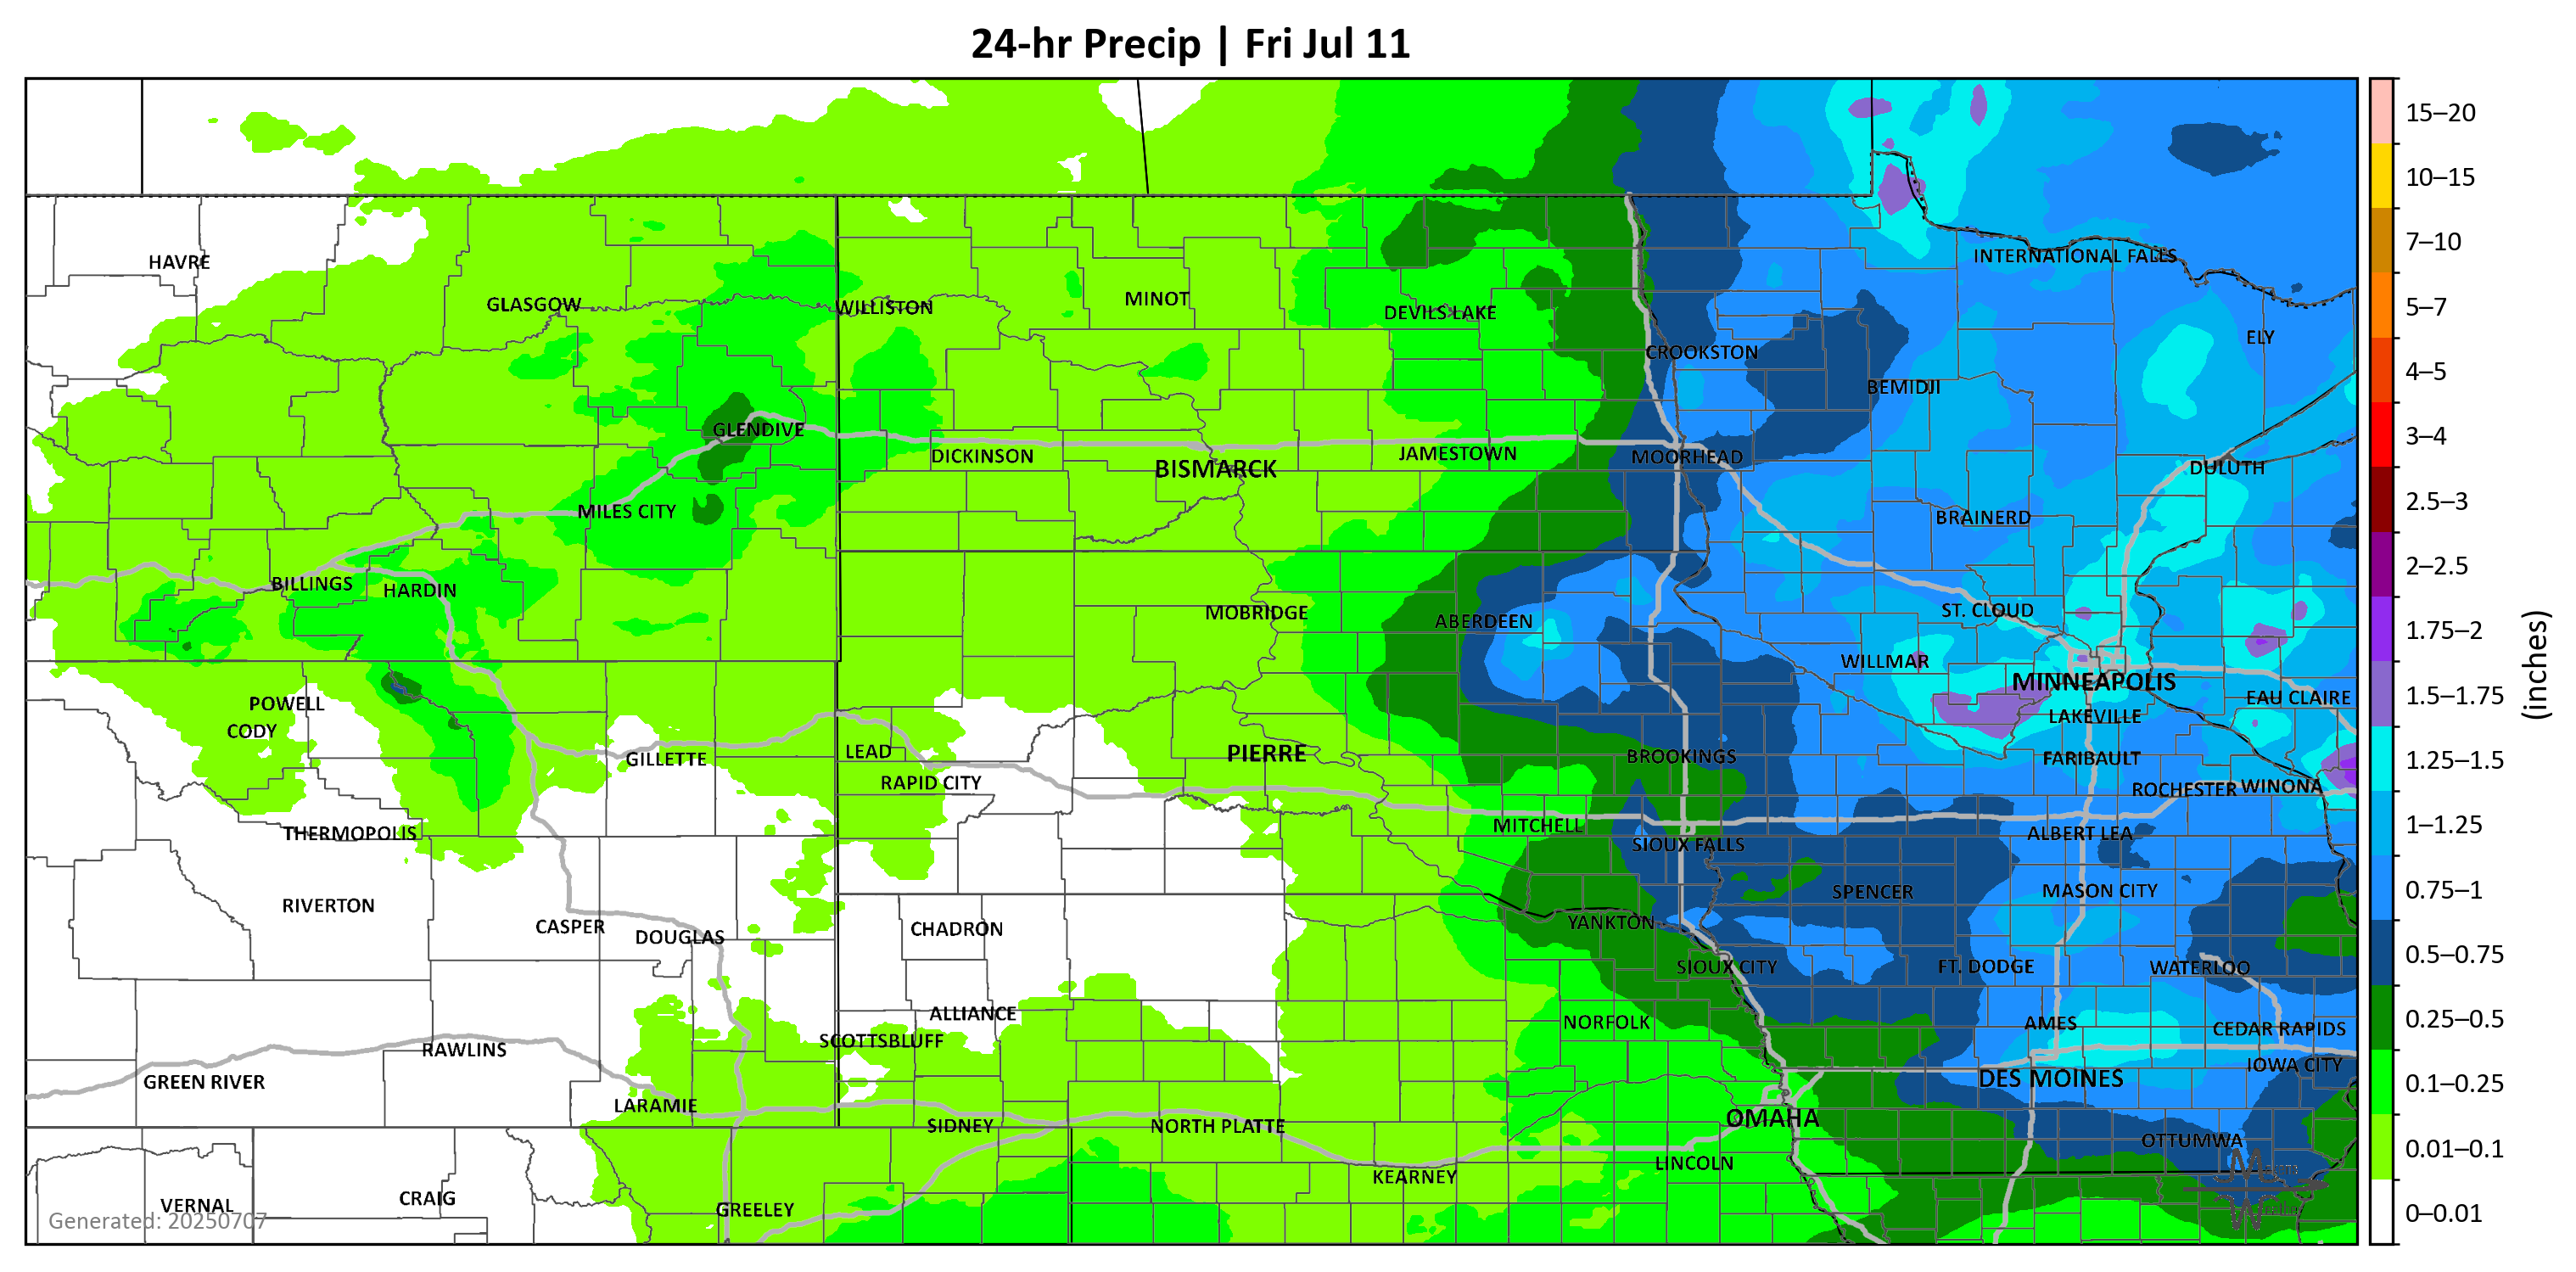 24-hr Precip | Fri Jul 11
HAVRE
GLASGOW
WILLISTON
MINOT
DEVILS LAKE
INTERNATIONAL FALLS
ELY
CROOKSTON
BEMIDJI
GLENDIVE
DICKINSON
BISMARCK
JAMESTOWN
MOORHEAD
DULUTH
MILES CITY
BRAINERD
BILLINGS
HARDIN
MOBRIDGE
ABERDEEN
ST. CLOUD
WILLMAR
MINNEAPOLIS
EAU CLAIRE
POWELL
CODY
LAKEVILLE
GILLETTE
LEAD
PIERRE
BROOKINGS
FARIBAULT
RAPID CITY
ROCHESTER
WINONA
THERMOPOLIS
MITCHELL
ALBERT LEA
SIOUX FALLS
RIVERTON
SPENCER
MASON CITY
CASPER
DOUGLAS
CHADRON
YANKTON
SIOUX CITY
FT. DODGE
WATERLOO
ALLIANCE
NORFOLK
AMES
CEDAR RAPIDS
SCOTTSBLUFF
RAWLINS
IOWA CITY
GREEN RIVER
DES MOINES
LARAMIE
SIDNEY
NORTH PLATTE
OMAHA
OTTUMWA
KEARNEY
LINCOLN
VERNAL
CRAIG
GREELEY
Generated: 20250707
15–20
10–15
7–10
5–7
4–5
3–4
2.5–3
2–2.5
1.75–2
1.5–1.75
1.25–1.5
1–1.25
0.75–1
0.5–0.75
0.25–0.5
0.1–0.25
0.01–0.1
0–0.01
(inches)